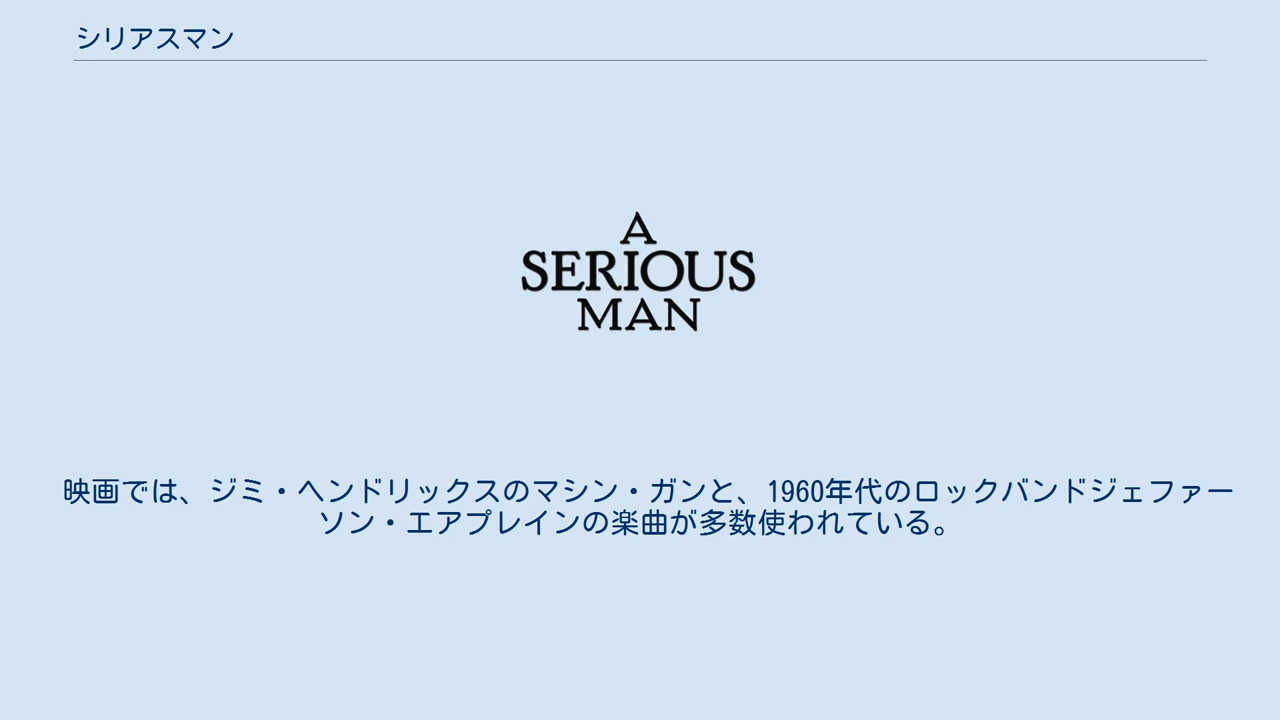 シリアスマン
A
SERIOUS
MAN
映画では、ジミ・ヘンドリックスのマシン・ガンと、1960年代のロックバンドジェファー
ソン・エアプレインの楽曲が多数使われている。